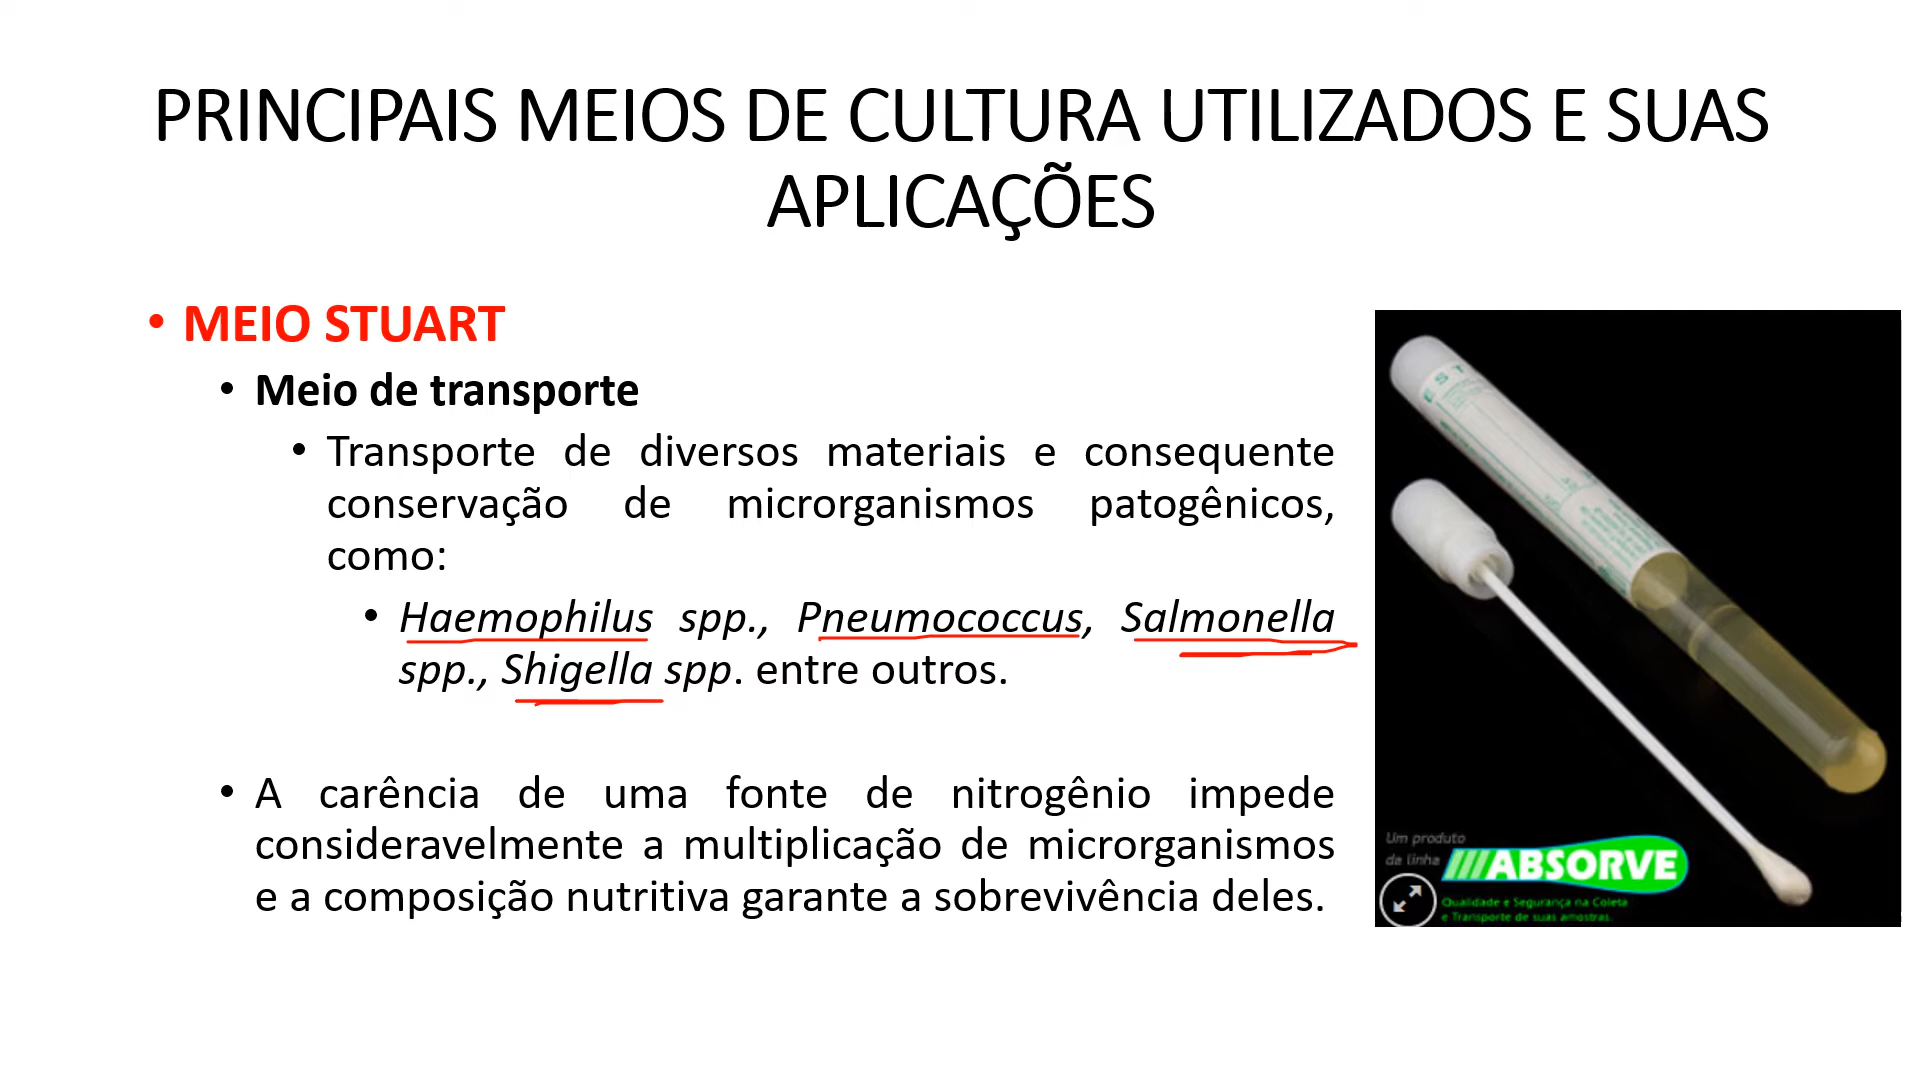 PRINCIPAIS MEIOS DE CULTURA UTILIZADOS E SUAS
APLICAÇÕES
• MEIO STUART
• Meio de transporte
• Transporte de diversos materiais e consequente
conservação de microrganismos patogênicos,
como:
• Haemophilus spp., Pneumococcus, Salmonella
spp., Shigella spp. entre outros.
• A carência de uma fonte de nitrogênio impede
consideravelmente a multiplicação de microrganismos
e a composição nutritiva garante a sobrevivência deles.
EST
Um produto
da linha
ABSORVE
Qualidade e Segurança na Coleta
e Transporte de suas amostras.